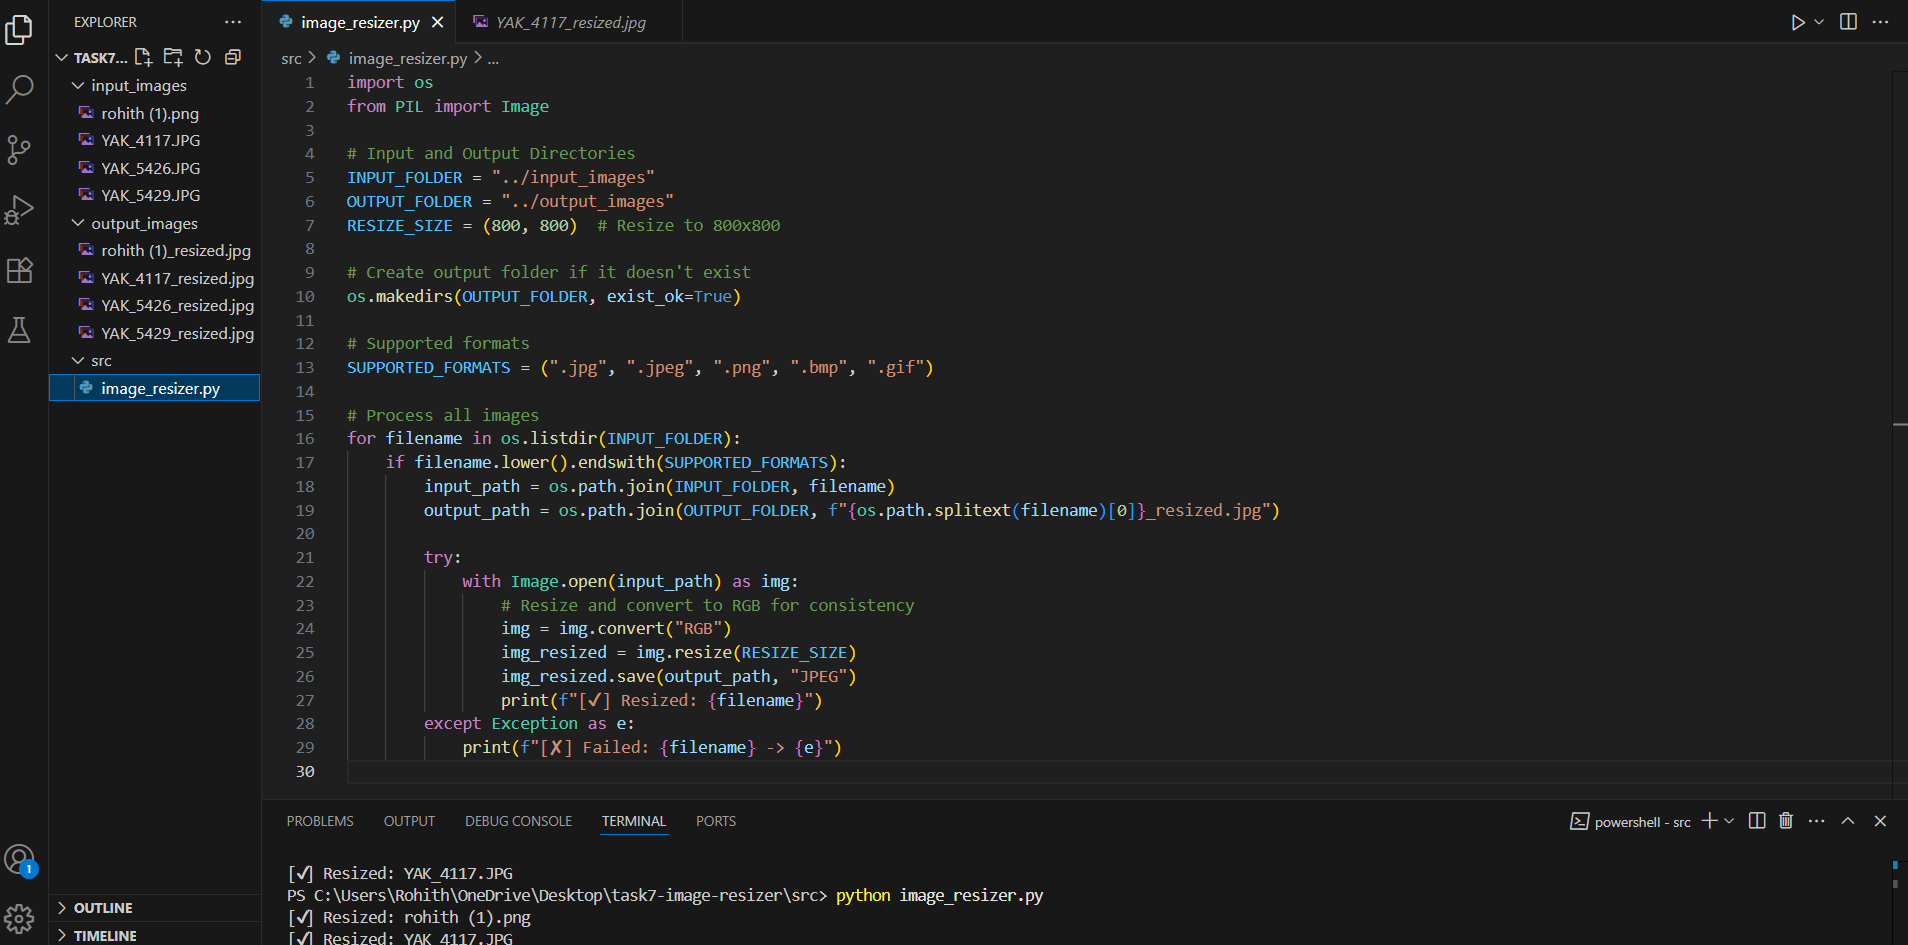 EXPLORER
TASK7...
input_images
rohith (1).png
YAK_4117.JPG
YAK_5426.JPG
YAK_5429.JPG
output_images
rohith (1)_resized.jpg
YAK_4117_resized.jpg
YAK_5426_resized.jpg
YAK_5429_resized.jpg
src
image_resizer.py
OUTLINE
TIMELINE
1
image_resizer.py
YAK_4117_resized.jpg
src > image_resizer.py > ...
1 import os
2 from PIL import Image
3
4 # Input and Output Directories
5 INPUT_FOLDER = "../input_images"
6 OUTPUT_FOLDER = "../output_images"
7 RESIZE_SIZE = (800, 800)  # Resize to 800x800
8
9 # Create output folder if it doesn't exist
10 os.makedirs(OUTPUT_FOLDER, exist_ok=True)
11
12 # Supported formats
13 SUPPORTED_FORMATS = (".jpg", ".jpeg", ".png", ".bmp", ".gif")
14
15 # Process all images
16 for filename in os.listdir(INPUT_FOLDER):
17     if filename.lower().endswith(SUPPORTED_FORMATS):
18         input_path = os.path.join(INPUT_FOLDER, filename)
19         output_path = os.path.join(OUTPUT_FOLDER, f"{os.path.splitext(filename)[0]}_resized.jpg")
20
21         try:
22             with Image.open(input_path) as img:
23                 # Resize and convert to RGB for consistency
24                 img = img.convert("RGB")
25                 img_resized = img.resize(RESIZE_SIZE)
26                 img_resized.save(output_path, "JPEG")
27                 print(f"[✔] Resized: {filename}")
28         except Exception as e:
29             print(f"[✘] Failed: {filename} -> {e}")
30
PROBLEMS OUTPUT DEBUG CONSOLE TERMINAL PORTS
powershell - src
[✔] Resized: YAK_4117.JPG
PS C:\Users\Rohith\OneDrive\Desktop\task7-image-resizer\src> python image_resizer.py
[✔] Resized: rohith (1).png
[✔] Resized: YAK_4117.JPG